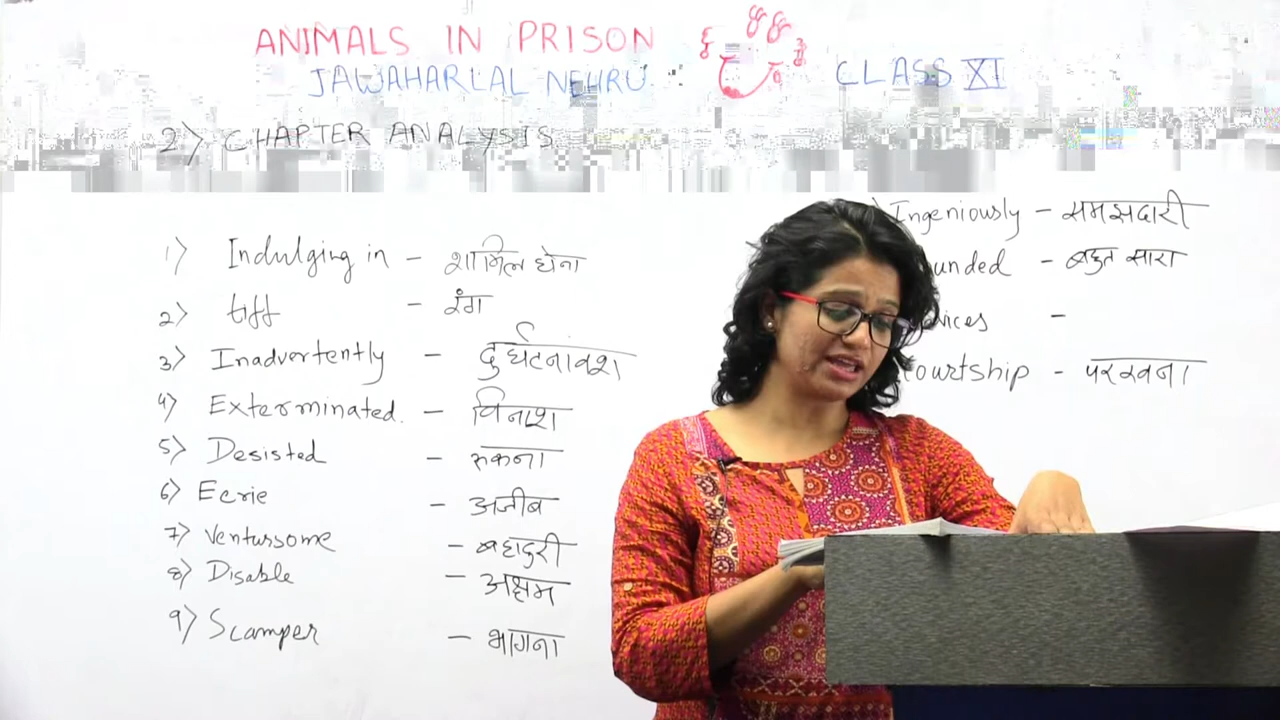 ANIMALS IN PRISON
JAWAHARLAL NEHRU CLASS XI
2) CHAPTER ANALYSIS
1) Indulging in - शामिल होना
2) tiff - रंग
3) Inadvertently - दुर्घटनावश
4) Exterminated. - विनाश
5) Desisted - रुकना
6) Eerie - अजीब
7) Ventursome - बहादुरी
8) Disable - अक्षम
9) Scamper - भागना
Ingeniously - समझदारी
unded - बहुत सारा
vices -
Courtship - परखना